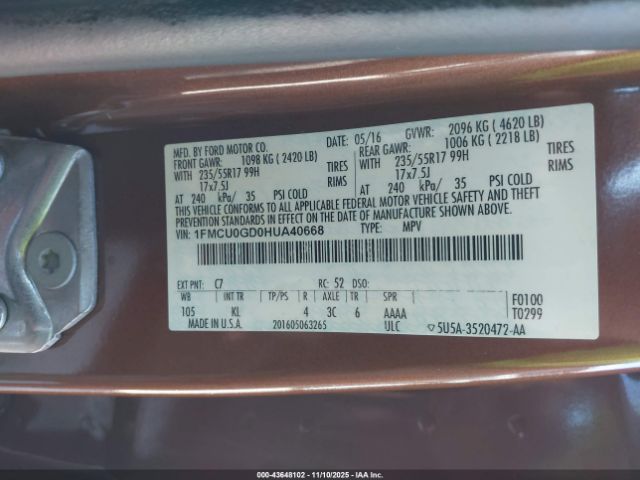 MFD. BY FORD MOTOR CO. DATE: 05/16 GVWR: 2096 KG ( 4620 LB)
FRONT GAWR: 1098 KG ( 2420 LB) REAR GAWR: 1006 KG ( 2218 LB)
WITH 235/55R17 99H TIRES WITH 235/55R17 99H TIRES
17x7.5J RIMS 17x7.5J RIMS
AT 240 kPa/ 35 PSI COLD AT 240 kPa/ 35 PSI COLD
THIS VEHICLE CONFORMS TO ALL APPLICABLE FEDERAL MOTOR VEHICLE SAFETY AND THEFT
PREVENTION STANDARDS IN EFFECT ON THE DATE OF MANUFACTURE SHOWN ABOVE.
VIN: 1FMCU0GD0HUA40668 TYPE: MPV
EXT PNT: C7 RC: 52 DSO:
WB INT TR TP/PS R AXLE TR SPR F0100
105 KL 4 3C 6 AAAA T0299
MADE IN U.S.A. 20160506326​5 ULC ▽5U5A-3520472-AA
000-43648102 - 11/10/2025 - IAAI.COM